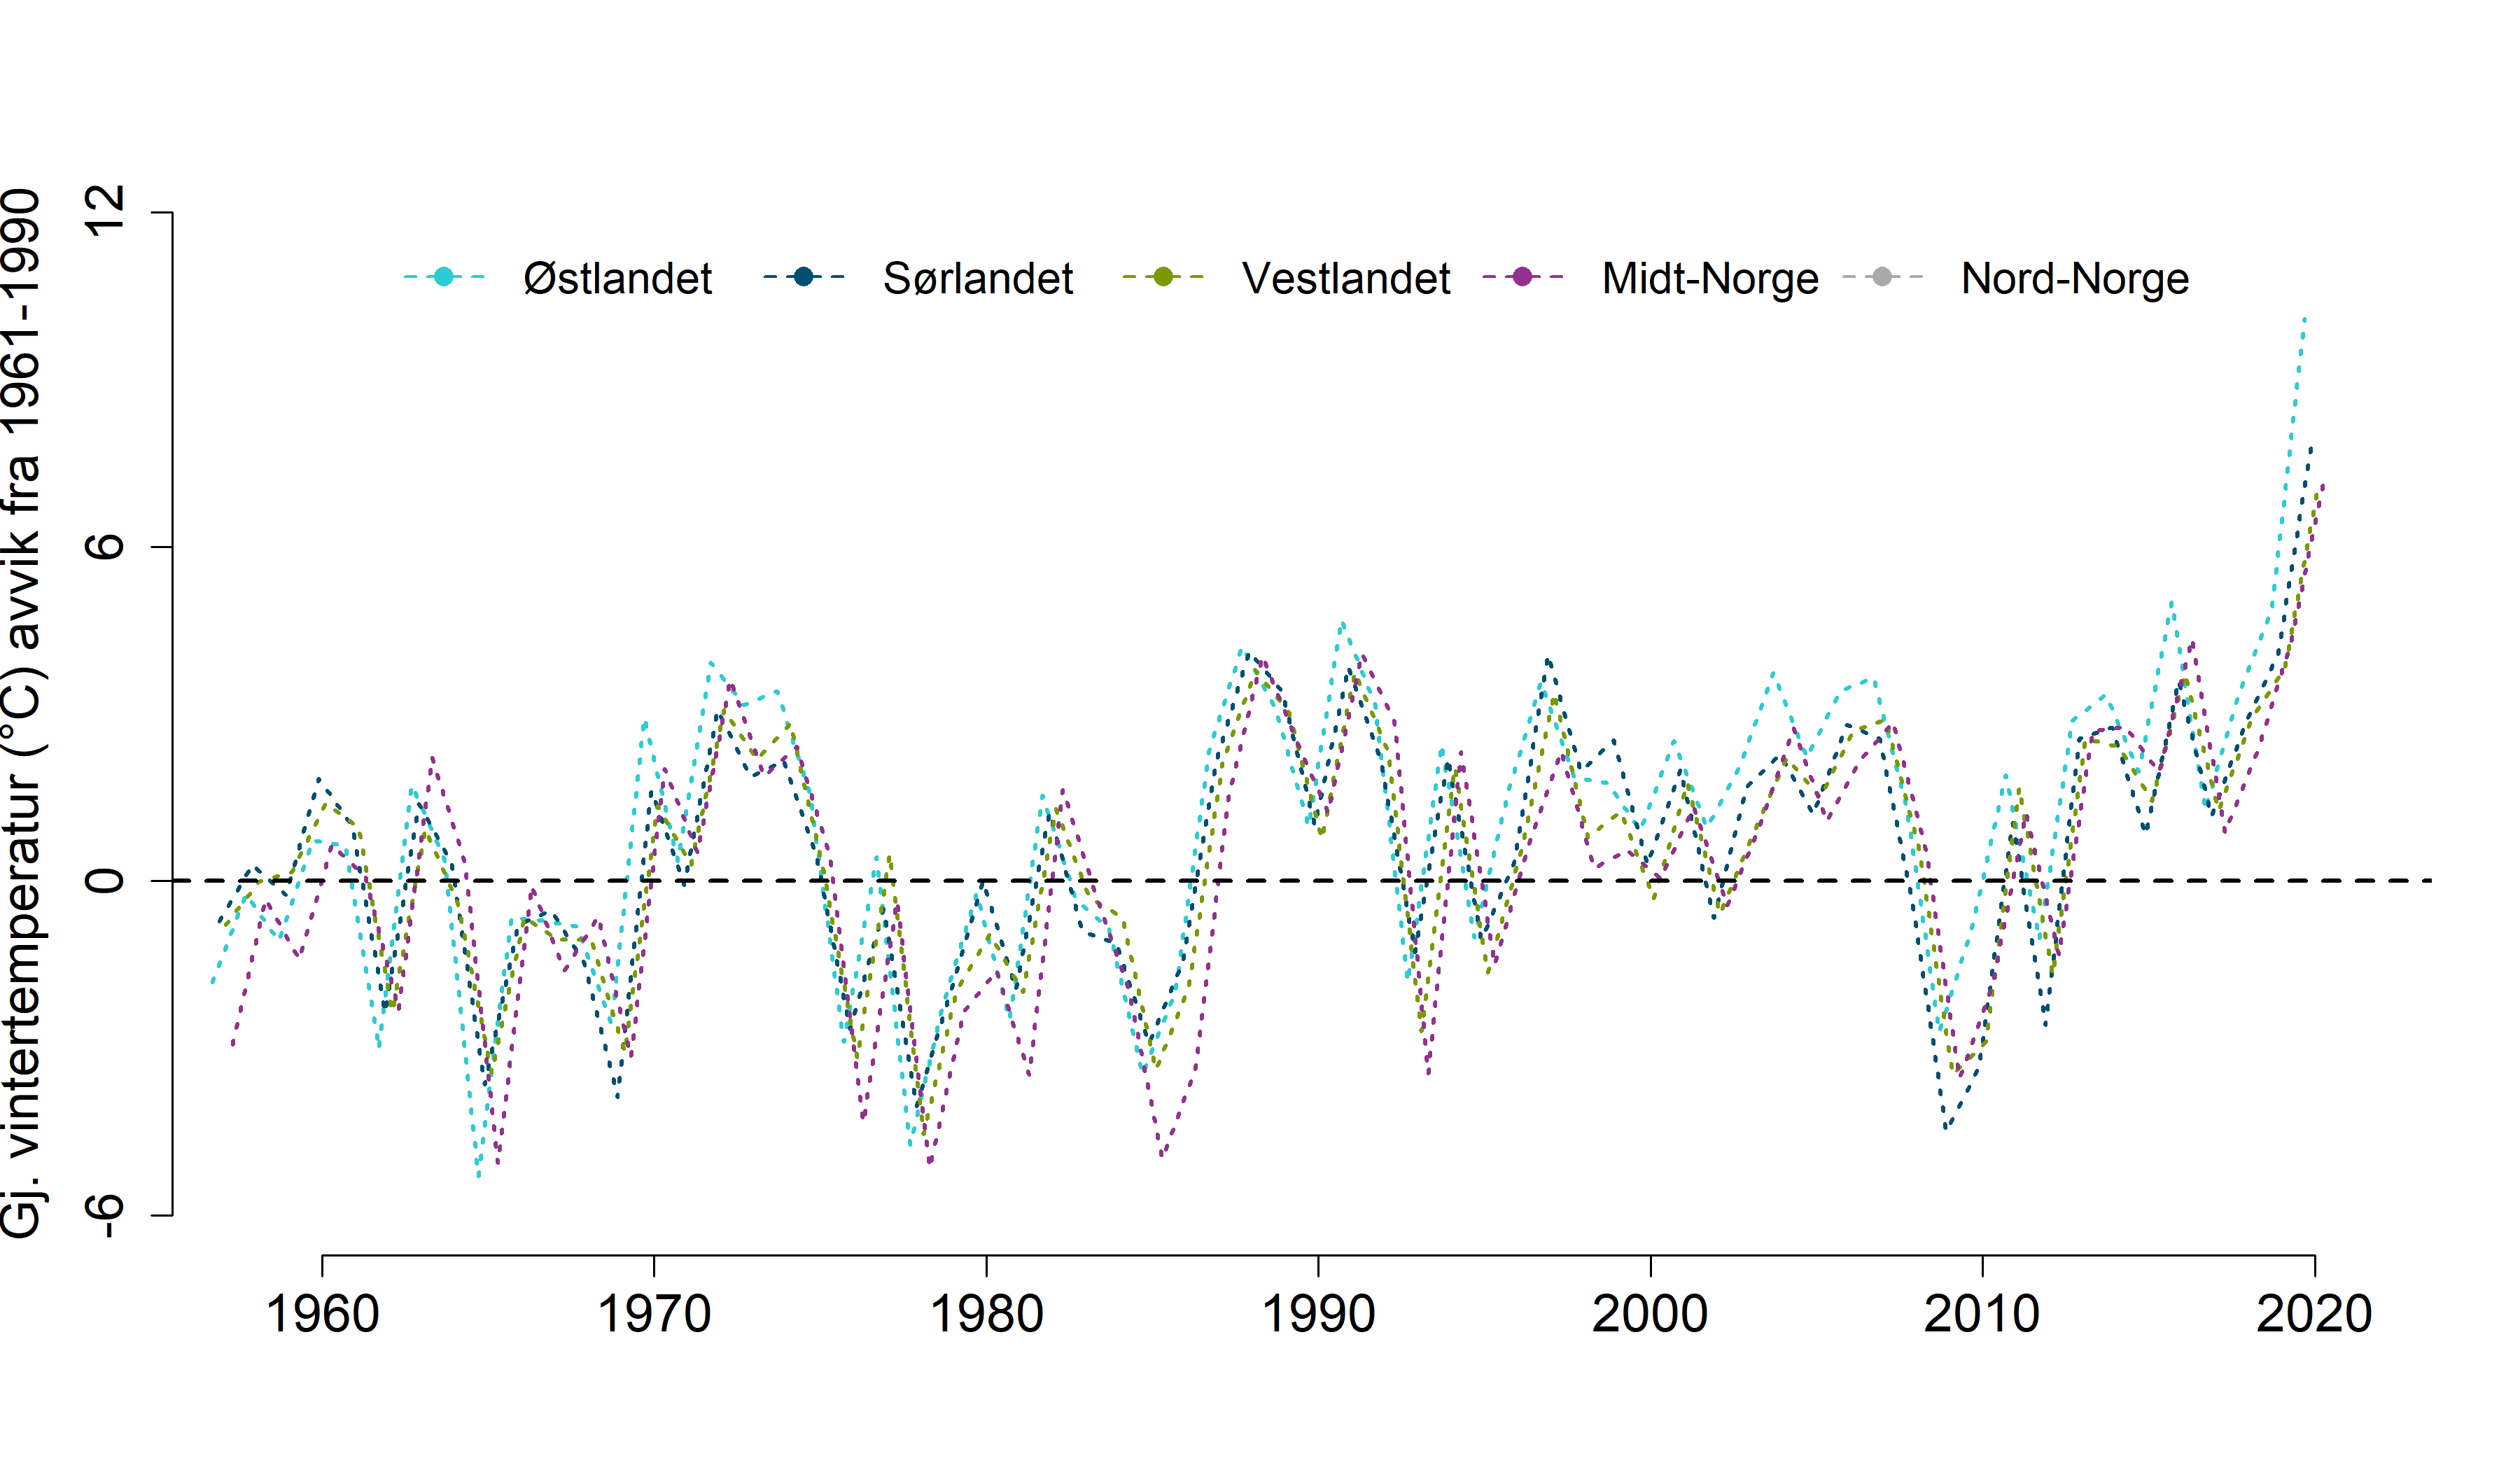 Gj. vintertemperatur (°C) avvik fra 1961-1990
12
6
0
-6
Østlandet Sørlandet Vestlandet Midt-Norge Nord-Norge
1960 1970 1980 1990 2000 2010 2020